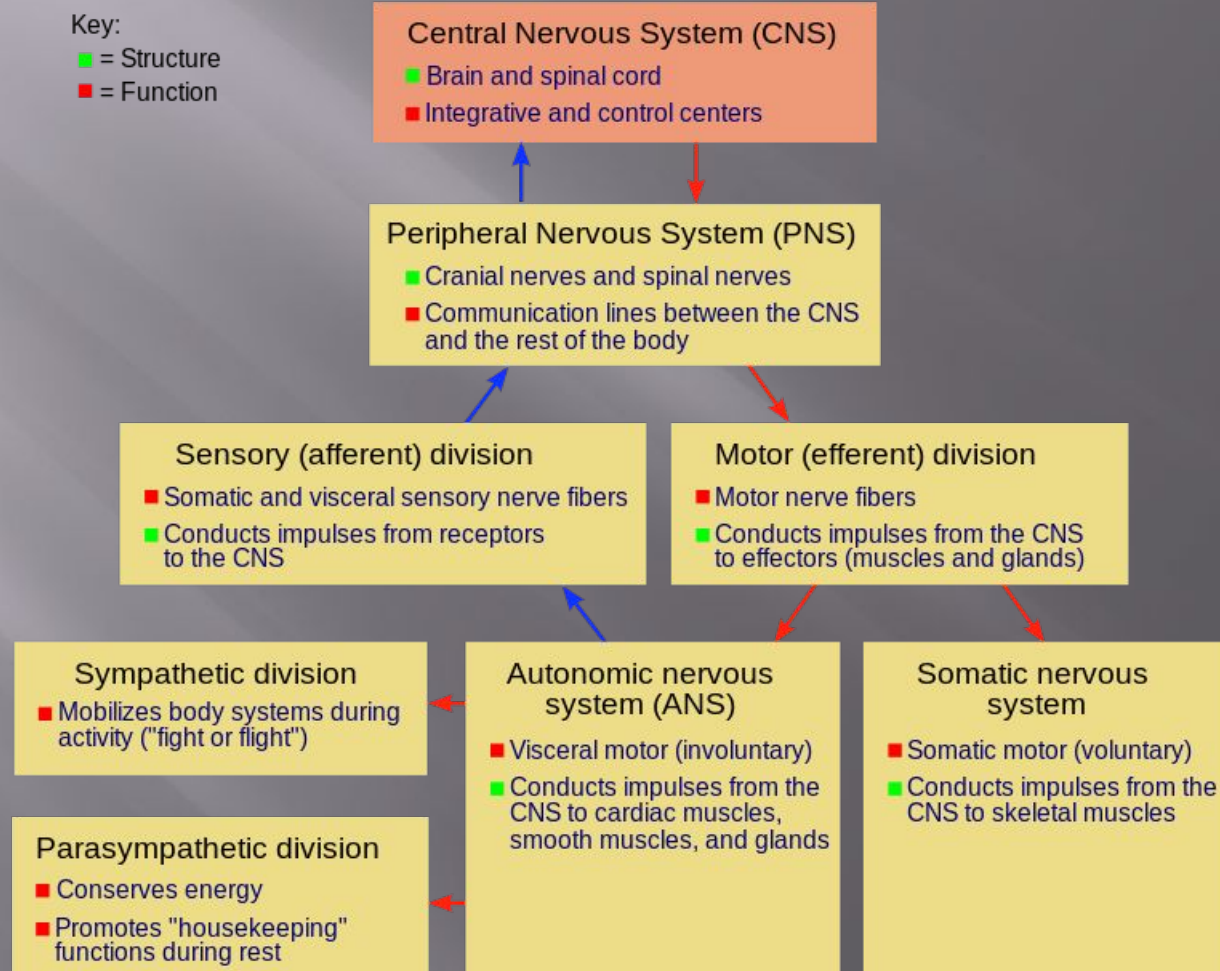 Key:
= Structure
= Function
Central Nervous System (CNS)
Brain and spinal cord
Integrative and control centers
Peripheral Nervous System (PNS)
Cranial nerves and spinal nerves
Communication lines between the CNS
and the rest of the body
Sensory (afferent) division
Somatic and visceral sensory nerve fibers
Conducts impulses from receptors
to the CNS
Motor (efferent) division
Motor nerve fibers
Conducts impulses from the CNS
to effectors (muscles and glands)
Sympathetic division
Mobilizes body systems during
activity ("fight or flight")
Autonomic nervous
system (ANS)
Visceral motor (involuntary)
Conducts impulses from the
CNS to cardiac muscles,
smooth muscles, and glands
Somatic nervous
system
Somatic motor (voluntary)
Conducts impulses from the
CNS to skeletal muscles
Parasympathetic division
Conserves energy
Promotes "housekeeping"
functions during rest